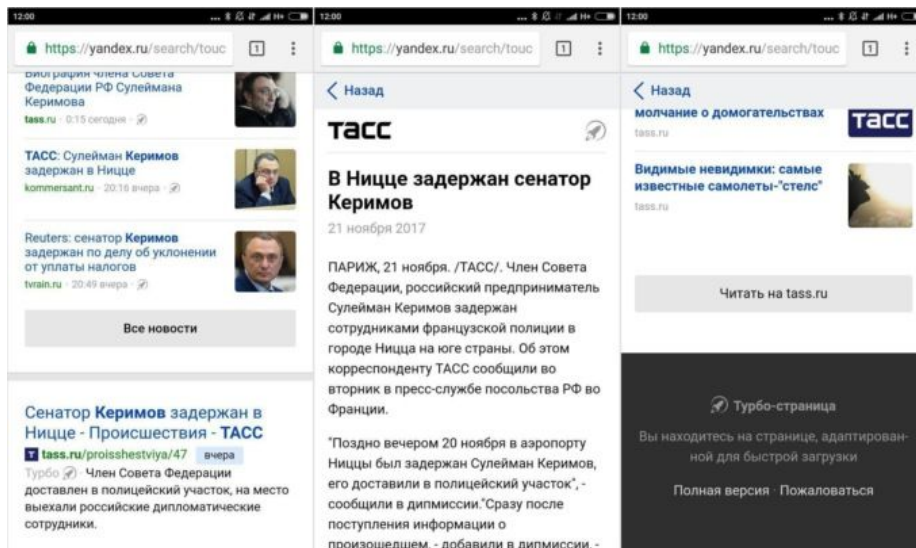 12:00
... H+
https://yandex.ru/search/touc
1
Биография члена Совета
Федерации РФ Сулеймана
Керимова
tass.ru · 0:15 сегодня ·
ТАСС: Сулейман Керимов
задержан в Ницце
kommersant.ru · 20:16 вчера ·
Reuters: сенатор Керимов
задержан по делу об уклонении
от уплаты налогов
tvrain.ru · 20:49 вчера ·
Все новости
Сенатор Керимов задержан в
Ницце - Происшествия - ТАСС
T tass.ru/proisshestviya/47 вчера
Турбо · Член Совета Федерации
доставлен в полицейский участок, на место
выехали российские дипломатические
сотрудники.
12:00
... H+
https://yandex.ru/search/touc
1
Назад
ТАСС
В Ницце задержан сенатор
Керимов
21 ноября 2017
ПАРИЖ, 21 ноября. /ТАСС/. Член Совета
Федерации, российский предприниматель
Сулейман Керимов задержан
сотрудниками французской полиции в
городе Ницца на юге страны. Об этом
корреспонденту ТАСС сообщили во
вторник в пресс-службе посольства РФ во
Франции.
"Поздно вечером 20 ноября в аэропорту
Ниццы был задержан Сулейман Керимов,
его доставили в полицейский участок", -
сообщили в дипмиссии."Сразу после
поступления информации о
произошедшем, - добавили в дипмиссии, -
12:00
... H+
https://yandex.ru/search/touc
1
Назад
молчание о домогательствах
tass.ru
ТАСС
Видимые невидимки: самые
известные самолеты-"стелс"
tass.ru
Читать на tass.ru
Турбо-страница
Вы находитесь на странице, адаптирован-
ной для быстрой загрузки
Полная версия · Пожаловаться